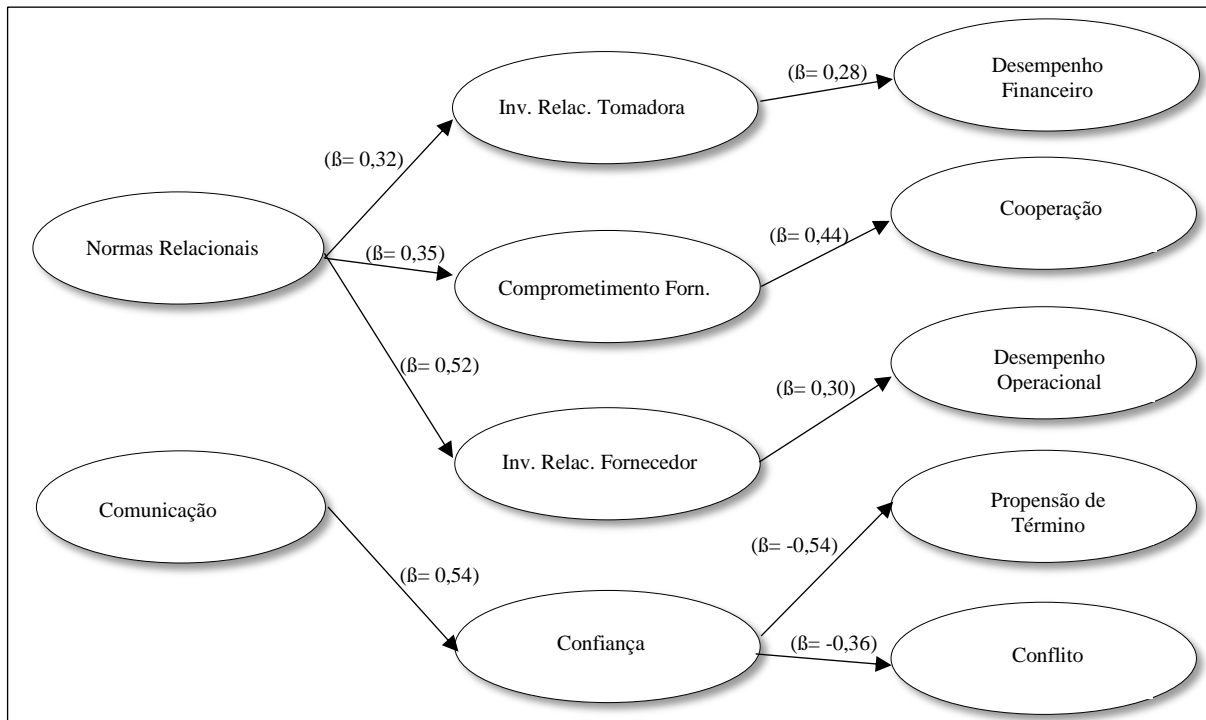 Desempenho
Financeiro
(ß= 0,28)
Inv. Relac. Tomadora
(ß= 0,32)
Cooperação
(ß= 0,44)
Normas Relacionais
(ß= 0,35)
Comprometimento Forn.
(ß= 0,52)
Desempenho
Operacional
(ß= 0,30)
Inv. Relac. Fornecedor
Comunicação
Propensão de
Término
(ß= -0,54)
(ß= 0,54)
Confiança
(ß= -0,36)
Conflito